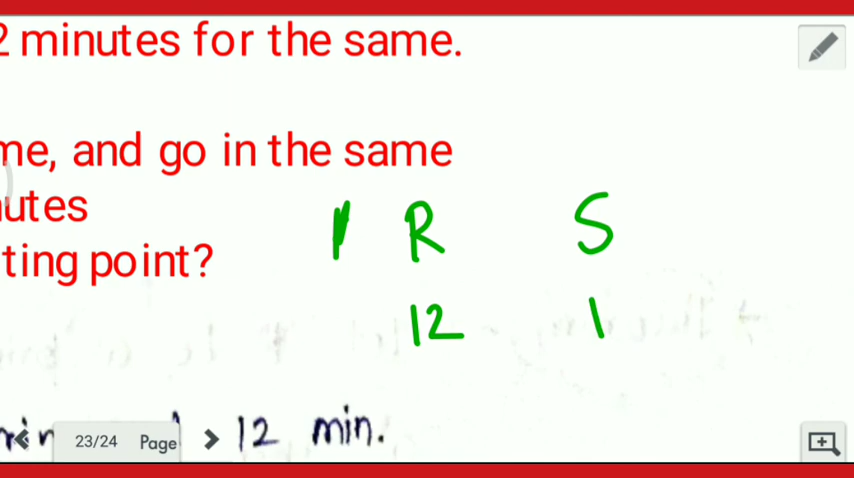 2 minutes for the same.
me, and go in the same
utes
ting point?
R S
12 1
12 min.
23/24 Page